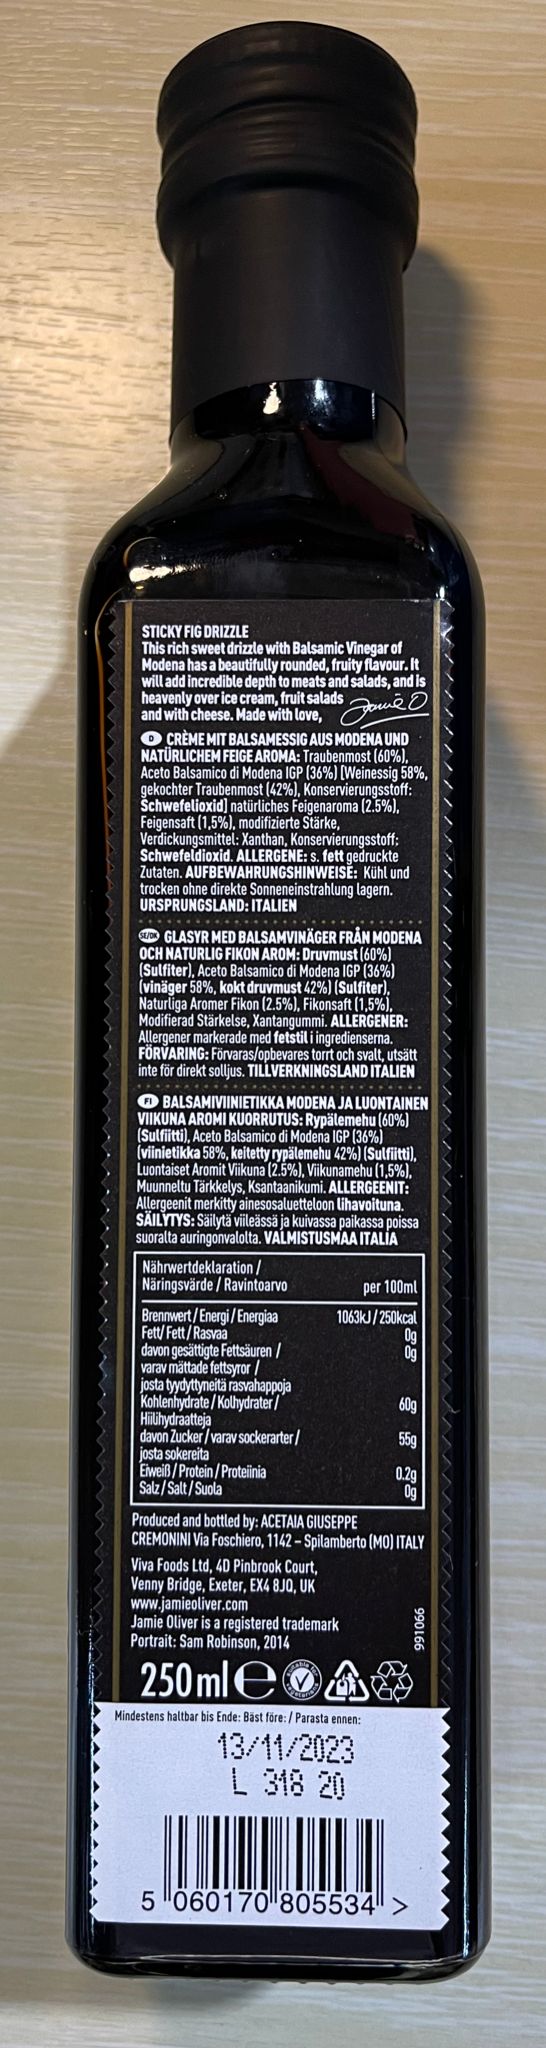 STICKY FIG DRIZZLE
This rich sweet drizzle with Balsamic Vinegar of
Modena has a beautifully rounded, fruity flavour. It
will add incredible depth to meats and salads, and is
heavenly over ice cream, fruit salads
and with cheese. Made with love, Jamie O
D CRÈME MIT BALSAMESSIG AUS MODENA UND
NATÜRLICHEM FEIGE AROMA: Traubenmost (60%),
Aceto Balsamico di Modena IGP (36%) [Weinessig 58%,
gekochter Traubenmost (42%), Konservierungsstoff:
Schwefelioxid] natürliches Feigenaroma (2.5%),
Feigensaft (1,5%), modifizierte Stärke,
Verdickungsmittel: Xanthan, Konservierungsstoff:
Schwefeldioxid. ALLERGENE: s. fett gedruckte
Zutaten. AUFBEWAHRUNGSHINWEISE: Kühl und
trocken ohne direkte Sonneneinstrahlung lagern.
URSPRUNGSLAND: ITALIEN
SE/DK GLASYR MED BALSAMVINÄGER FRÅN MODENA
OCH NATURLIG FIKON AROM: Druvmust (60%)
(Sulfiter), Aceto Balsamico di Modena IGP (36%)
(vinäger 58%, kokt druvmust 42%) (Sulfiter),
Naturliga Aromer Fikon (2.5%), Fikonsaft (1,5%),
Modifierad Stärkelse, Xantangummi. ALLERGENER:
Allergener markerade med fetstil i ingredienserna.
FÖRVARING: Förvaras/opbevares torrt och svalt, utsätt
inte för direkt solljus. TILLVERKNINGSLAND ITALIEN
FI BALSAMIVIINIETIKKA MODENA JA LUONTAINEN
VIIKUNA AROMI KUORRUTUS: Rypälemehu (60%)
(Sulfiitti), Aceto Balsamico di Modena IGP (36%)
(viinietikka 58%, keitetty rypälemehu 42%) (Sulfiitti),
Luontaiset Aromit Viikuna (2.5%), Viikunamehu (1,5%),
Muunneltu Tärkkelys, Ksantaanikumi. ALLERGEENIT:
Allergeenit merkitty ainesosaluetteloon lihavoituna.
SÄILYTYS: Säilytä viileässä ja kuivassa paikassa poissa
suoralta auringonvalolta. VALMISTUSMAA ITALIA
Nährwertdeklaration /
Näringsvärde / Ravintoarvo per 100ml
Brennwert / Energi / Energiaa 1063kJ / 250kcal
Fett/ Fett / Rasvaa 0g
davon gesättigte Fettsäuren / 0g
varav mättade fettsyror /
josta tyydyttyneitä rasvahappoja
Kohlenhydrate / Kolhydrater / 60g
Hiilihydraatteja
davon Zucker / varav sockerarter / 55g
josta sokereita
Eiweiß / Protein / Proteiinia 0.2g
Salz / Salt / Suola 0g
Produced and bottled by: ACETAIA GIUSEPPE
CREMONINI Via Foschiero, 1142 – Spilamberto (MO) ITALY
Viva Foods Ltd, 4D Pinbrook Court,
Venny Bridge, Exeter, EX4 8JQ, UK
www.jamieoliver.com
Jamie Oliver is a registered trademark
Portrait: Sam Robinson, 2014
991066
250ml e suitable for vegetarians
Mindestens haltbar bis Ende: Bäst före: / Parasta ennen:
13/11/2023
L 318 20
5 060170 805534 >